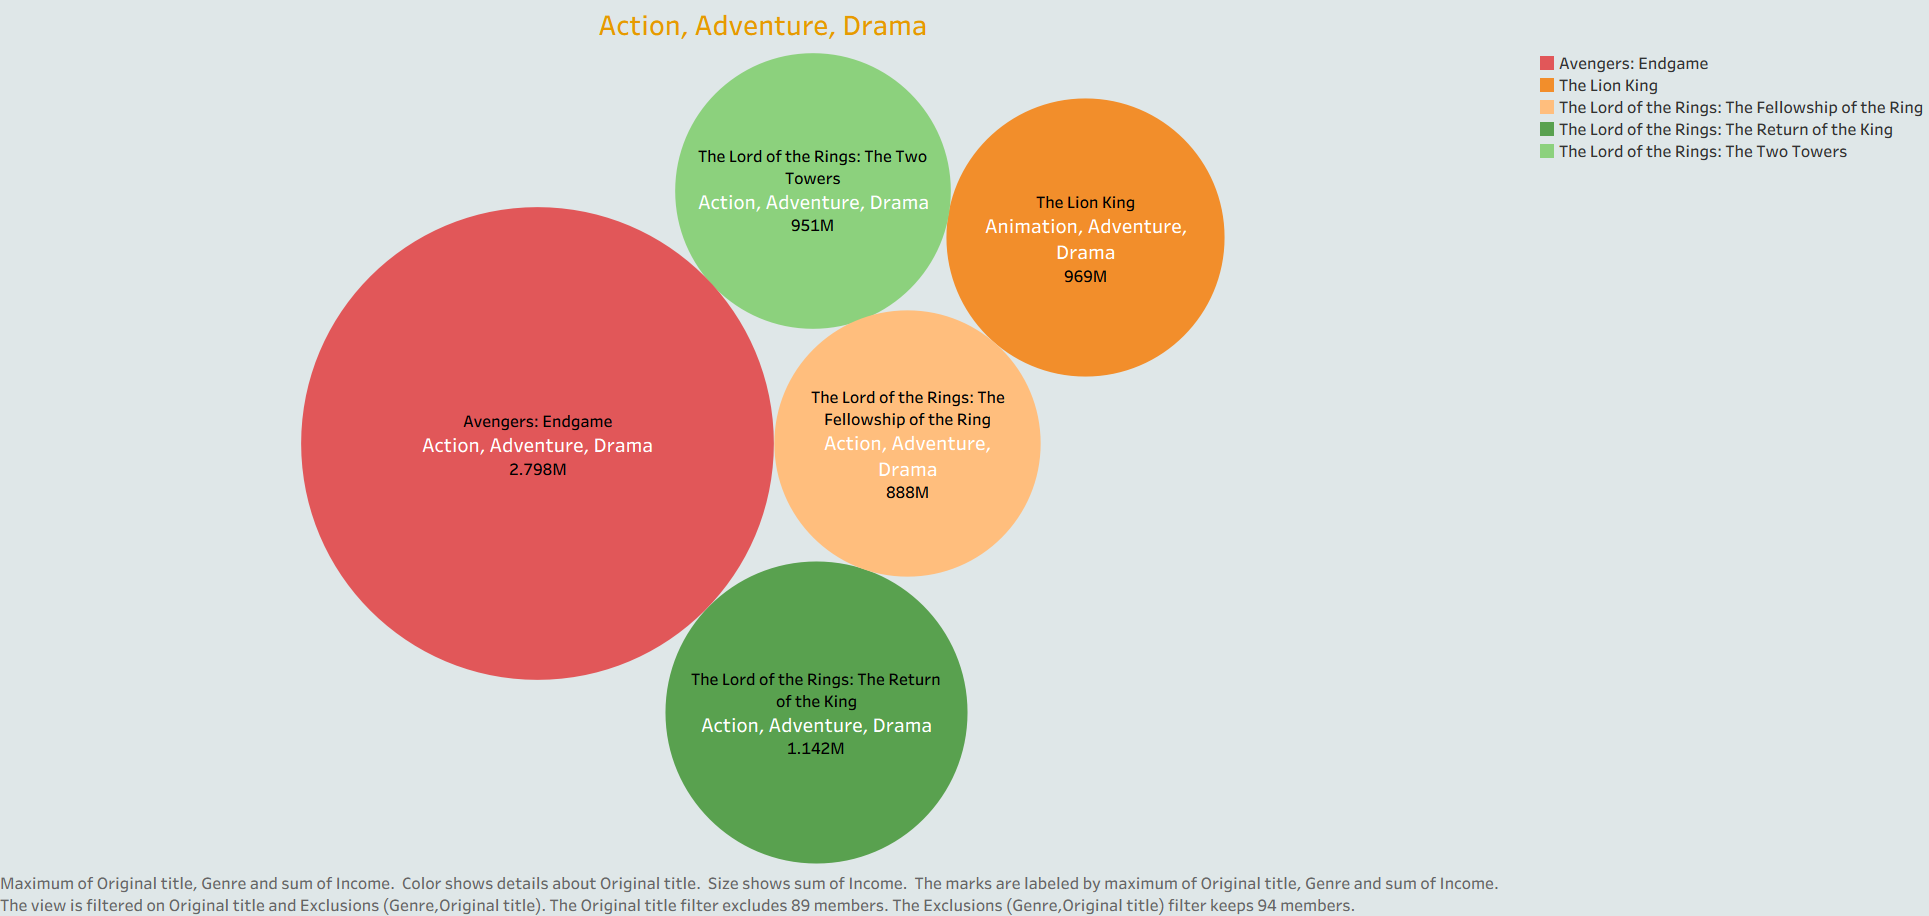 Action, Adventure, Drama
The Lord of the Rings: The Two
Towers
Action, Adventure, Drama
951M
The Lion King
Animation, Adventure,
Drama
969M
Avengers: Endgame
Action, Adventure, Drama
2.798M
The Lord of the Rings: The
Fellowship of the Ring
Action, Adventure,
Drama
888M
The Lord of the Rings: The Return
of the King
Action, Adventure, Drama
1.142M
Avengers: Endgame
The Lion King
The Lord of the Rings: The Fellowship of the Ring
The Lord of the Rings: The Return of the King
The Lord of the Rings: The Two Towers
Maximum of Original title, Genre and sum of Income.  Color shows details about Original title.  Size shows sum of Income.  The marks are labeled by maximum of Original title, Genre and sum of Income.
The view is filtered on Original title and Exclusions (Genre,Original title). The Original title filter excludes 89 members. The Exclusions (Genre,Original title) filter keeps 94 members.